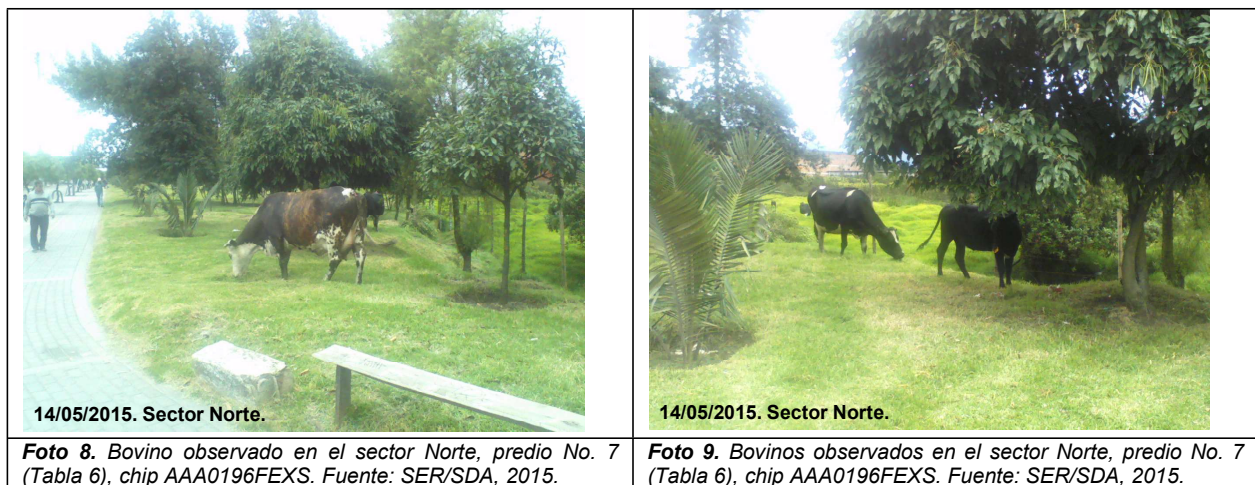 14/05/2015. Sector Norte.
14/05/2015. Sector Norte.
Foto 8. Bovino observado en el sector Norte, predio No. 7
(Tabla 6), chip AAA0196FEXS. Fuente: SER/SDA, 2015.
Foto 9. Bovinos observados en el sector Norte, predio No. 7
(Tabla 6), chip AAA0196FEXS. Fuente: SER/SDA, 2015.